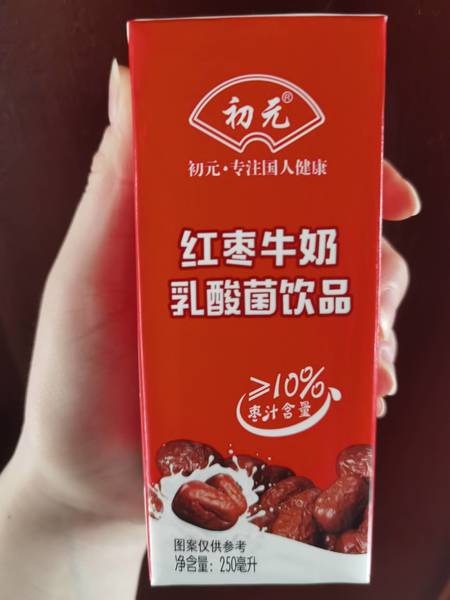 初元®
初元·专注国人健康
红枣牛奶
乳酸菌饮品
≥10%
枣汁含量
图案仅供参考
净含量：250毫升